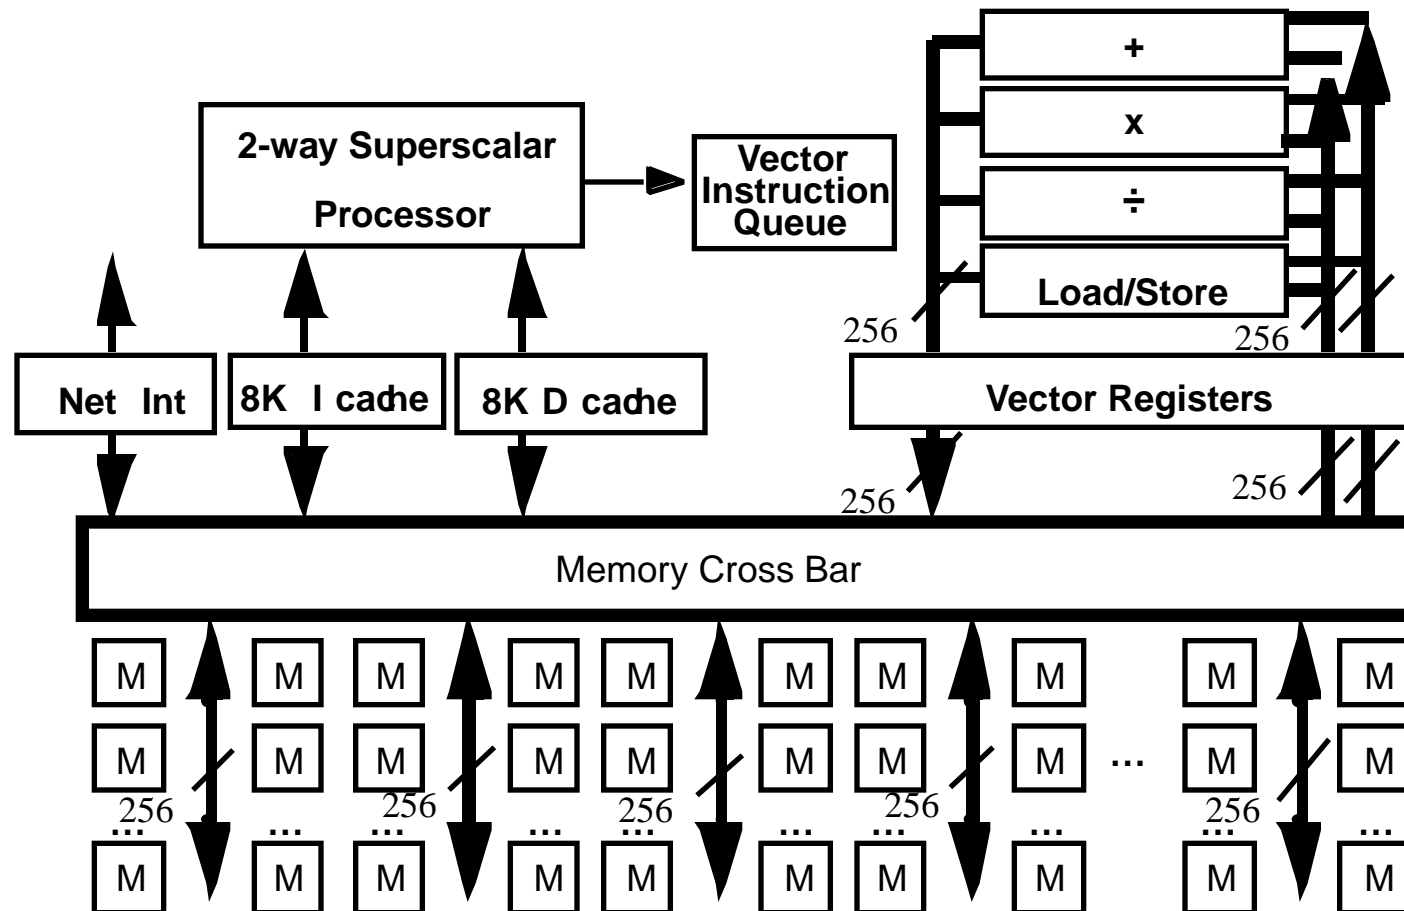 +
x
÷
Load/Store
2-way Superscalar
Processor
Vector
Instruction
Queue
256
256
Net Int
8K I cache
8K D cache
Vector Registers
256
256
Memory Cross Bar
M M M M M M M M M M
M M M M M M M M ... M M
256 256 256 256 256
... ... ... ... ... ... ... ... ... ...
M M M M M M M M M M